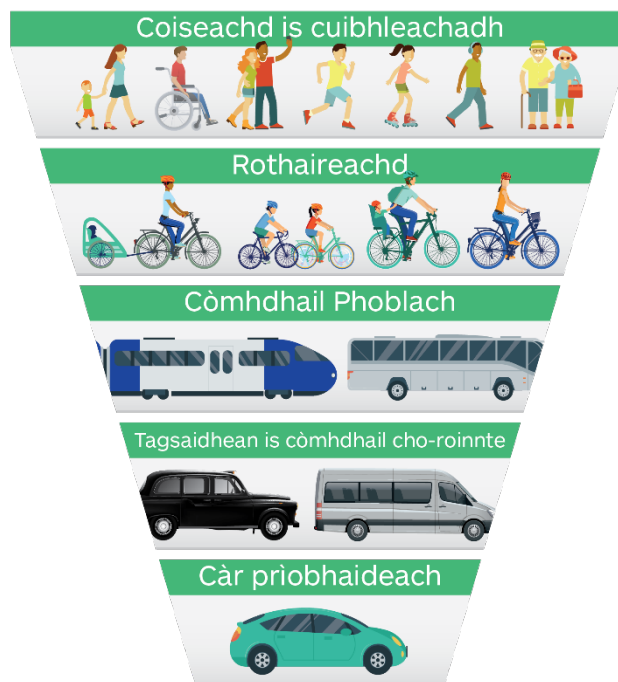 Coiseachd is cuibhleachadh
Rothaireachd
Còmhdhail Phoblach
Tagsaidhean is còmhdhail cho-roinnte
Càr prìobhaideach